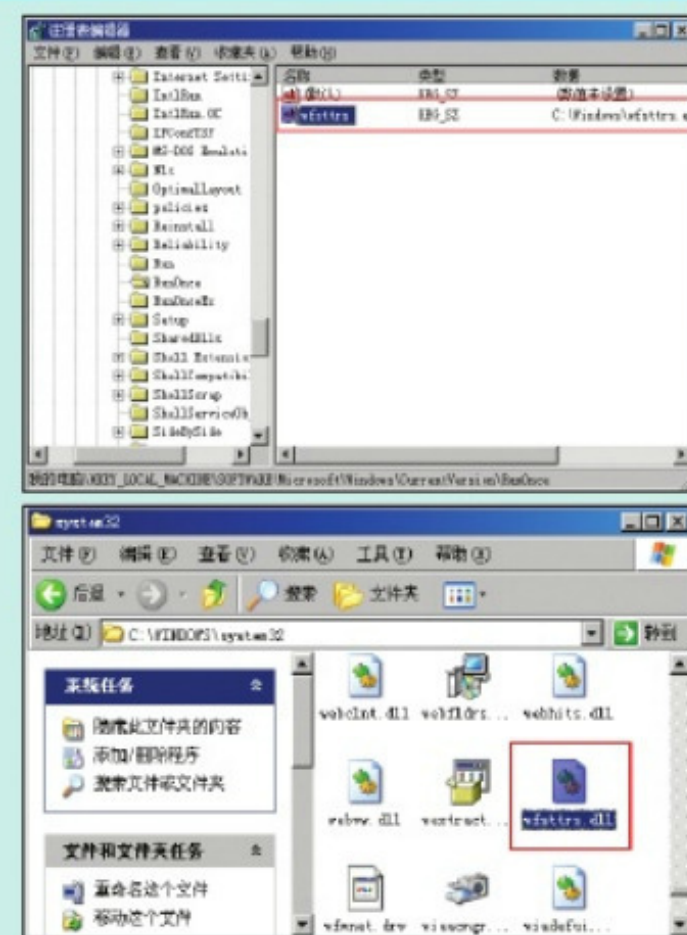 注册表编辑器
文件(F) 编辑(E) 查看(V) 收藏夹(A) 帮助(H)
Internet Setti
IntlRun
IntlRun.OC
IPConfTSP
MS-DOS Emulati
Nls
OptimalLayout
policies
Reinstall
Reliability
Run
RunOnce
RunOnceEx
Setup
SharedDlls
Shell Extensio
ShellCompatibi
ShellScrap
ShellServiceOb
SideBySide
名称 类型 数据
(默认) REG_SZ (数值未设置)
wfsttrs REG_SZ C:\Windows\wfsttrs.e
我的电脑\HKEY_LOCAL_MACHINE\SOFTWARE\Microsoft\Windows\CurrentVersion\RunOnce
system32
文件(F) 编辑(E) 查看(V) 收藏(A) 工具(T) 帮助(H)
后退 搜索 文件夹
地址(D) C:\WINDOWS\system32 转到
系统任务
隐藏此文件夹的内容
添加/删除程序
搜索文件或文件夹
文件和文件夹任务
重命名这个文件
移动这个文件
webclnt.dll webfldrs... webhits.dll
webvw.dll wextract... wfsttrs.dll
wfwnet.drv wiaacmgr... wiadefui...